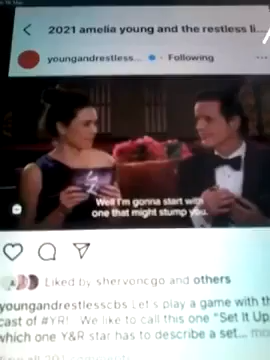 2021 amelia young and the restless li...
youngandrestless... • Following
Well I'm gonna start with
one that might stump you.
Liked by shervoncgo and others
youngandrestlesscbs Let's play a game with th
cast of #YR! We like to call this one "Set It Up
which one Y&R star has to describe a set... mo